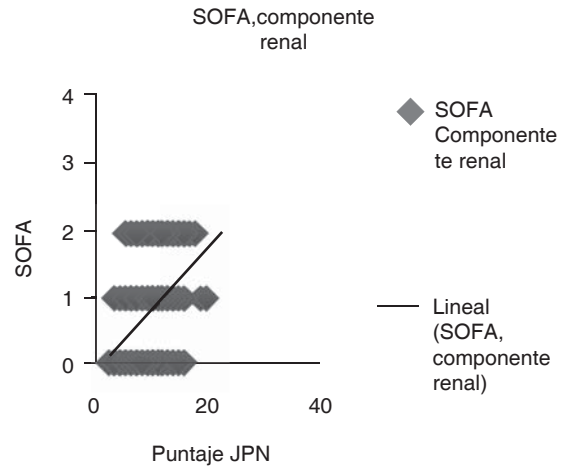 SOFA,componente
renal
4
3
2
1
0
SOFA
0
20
40
Puntaje JPN
SOFA
Componente
te renal
Lineal
(SOFA,
componente
renal)